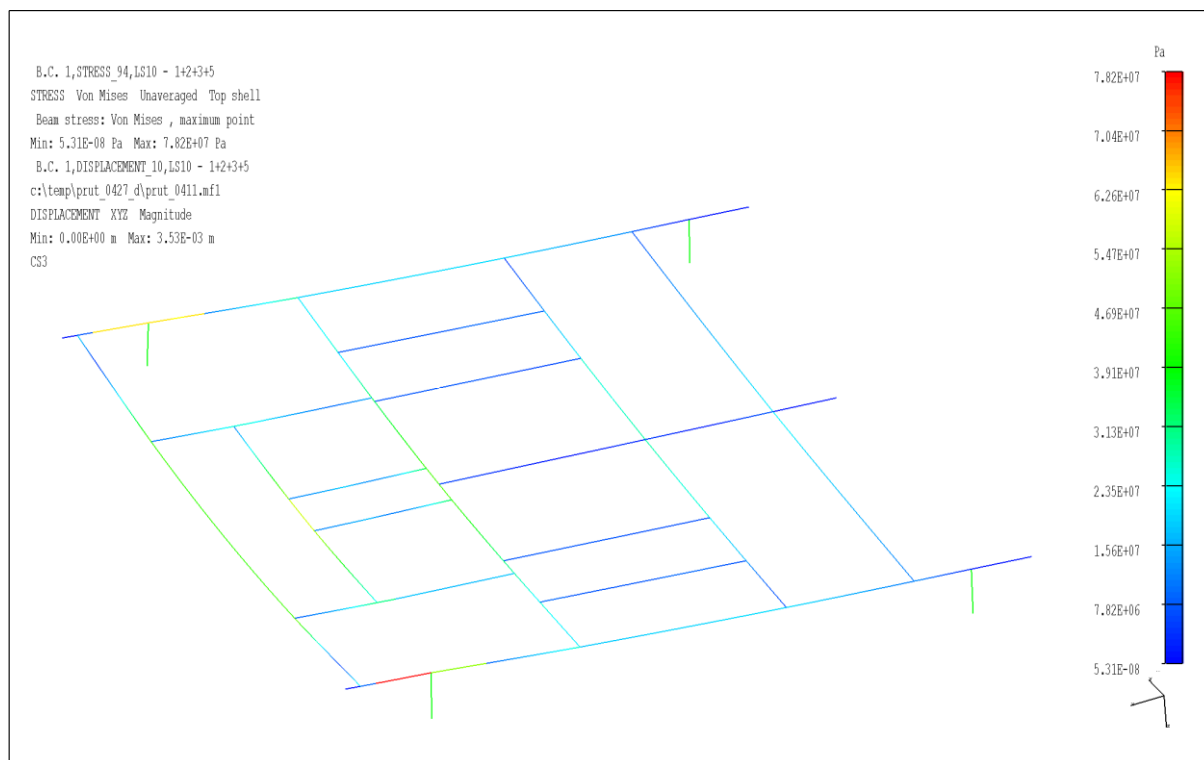 B.C. 1,STRESS_94,LS10 - 1+2+3+5
STRESS Von Mises Unaveraged Top shell
Beam stress: Von Mises , maximum point
Min: 5.31E-08 Pa Max: 7.82E+07 Pa
B.C. 1,DISPLACEMENT_10,LS10 - 1+2+3+5
c:\temp\prut_0427_d\prut_0411.mf1
DISPLACEMENT XYZ Magnitude
Min: 0.00E+00 m Max: 3.53E-03 m
CS3
Pa
7.82E+07
7.04E+07
6.26E+07
5.47E+07
4.69E+07
3.91E+07
3.13E+07
2.35E+07
1.56E+07
7.82E+06
5.31E-08